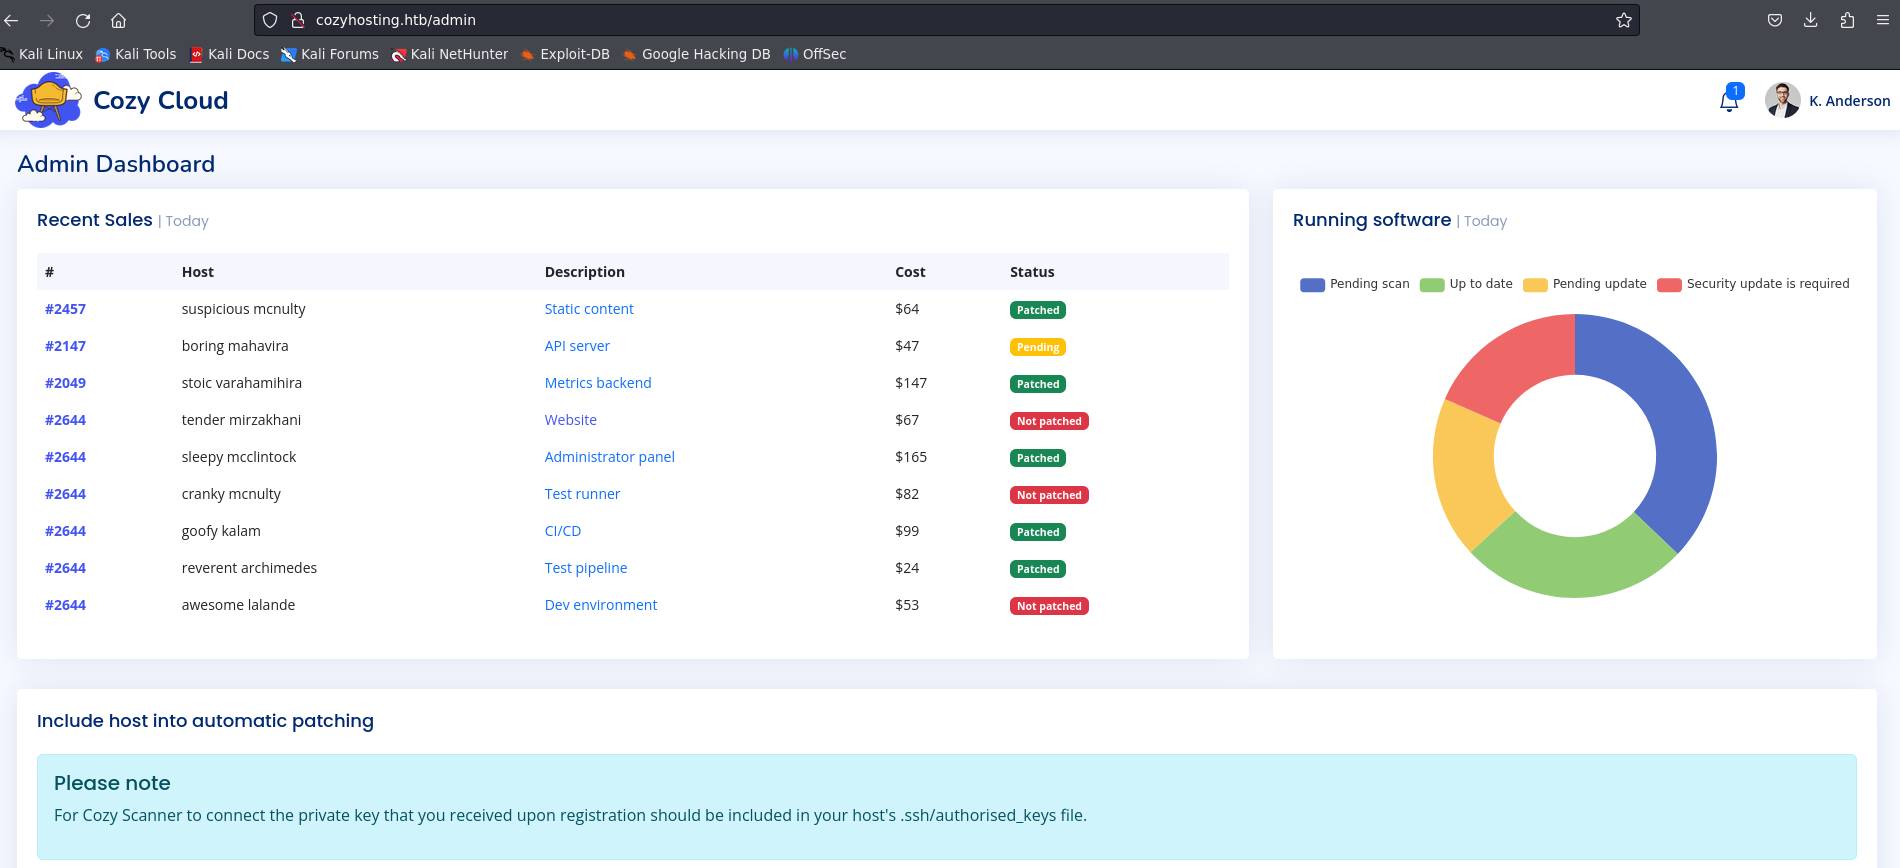 cozyhosting.htb/admin
Kali Linux Kali Tools Kali Docs Kali Forums Kali NetHunter Exploit-DB Google Hacking DB OffSec
Cozy Cloud
1
K. Anderson
Admin Dashboard
Recent Sales | Today
# Host Description Cost Status
#2457 suspicious mcnulty Static content $64 Patched
#2147 boring mahavira API server $47 Pending
#2049 stoic varahamihira Metrics backend $147 Patched
#2644 tender mirzakhani Website $67 Not patched
#2644 sleepy mcclintock Administrator panel $165 Patched
#2644 cranky mcnulty Test runner $82 Not patched
#2644 goofy kalam CI/CD $99 Patched
#2644 reverent archimedes Test pipeline $24 Patched
#2644 awesome lalande Dev environment $53 Not patched
Running software | Today
Pending scan Up to date Pending update Security update is required
Include host into automatic patching
Please note
For Cozy Scanner to connect the private key that you received upon registration should be included in your host's .ssh/authorised_keys file.